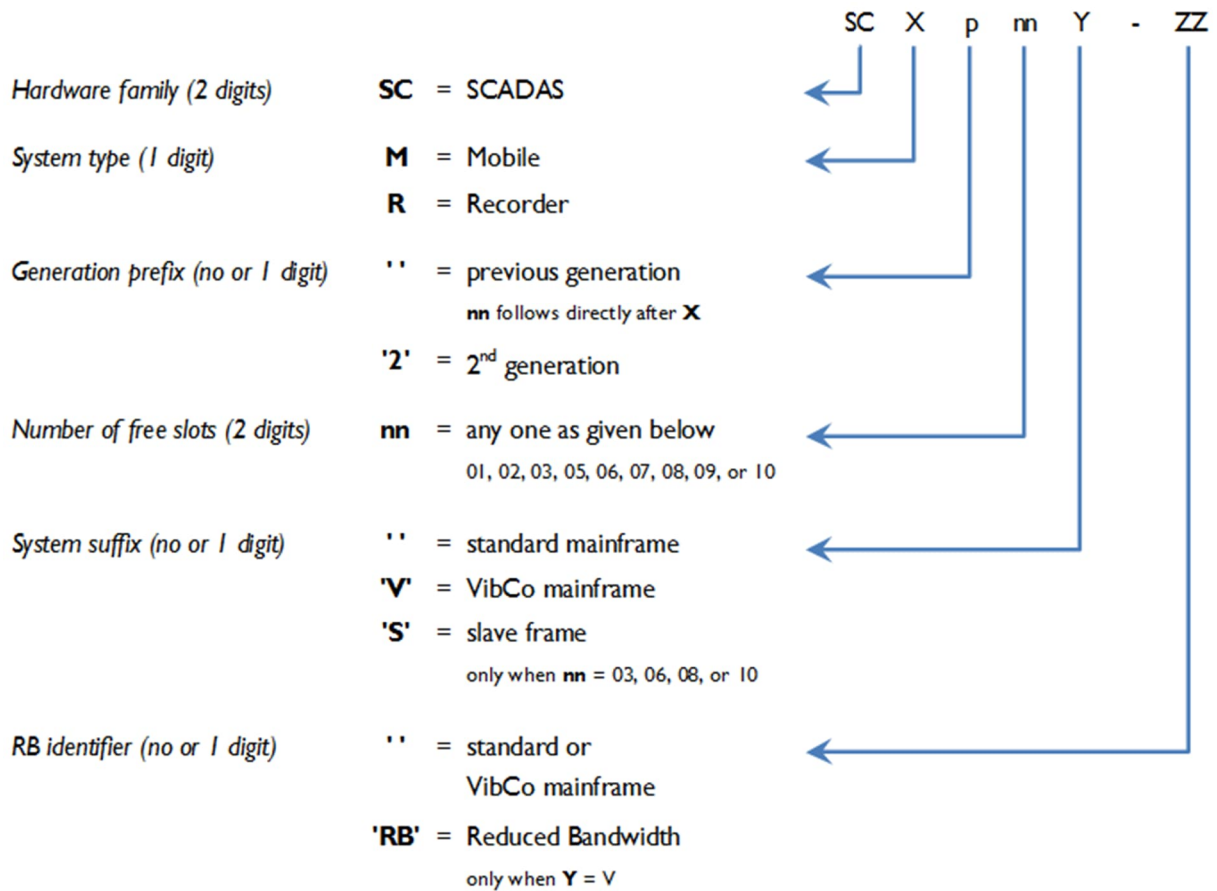 SC X p nn Y - ZZ
Hardware family (2 digits) SC = SCADAS
System type (1 digit) M = Mobile
R = Recorder
Generation prefix (no or 1 digit) ' ' = previous generation
nn follows directly after X
'2' = 2nd generation
Number of free slots (2 digits) nn = any one as given below
01, 02, 03, 05, 06, 07, 08, 09, or 10
System suffix (no or 1 digit) ' ' = standard mainframe
'V' = VibCo mainframe
'S' = slave frame
only when nn = 03, 06, 08, or 10
RB identifier (no or 1 digit) ' ' = standard or
VibCo mainframe
'RB' = Reduced Bandwidth
only when Y = V